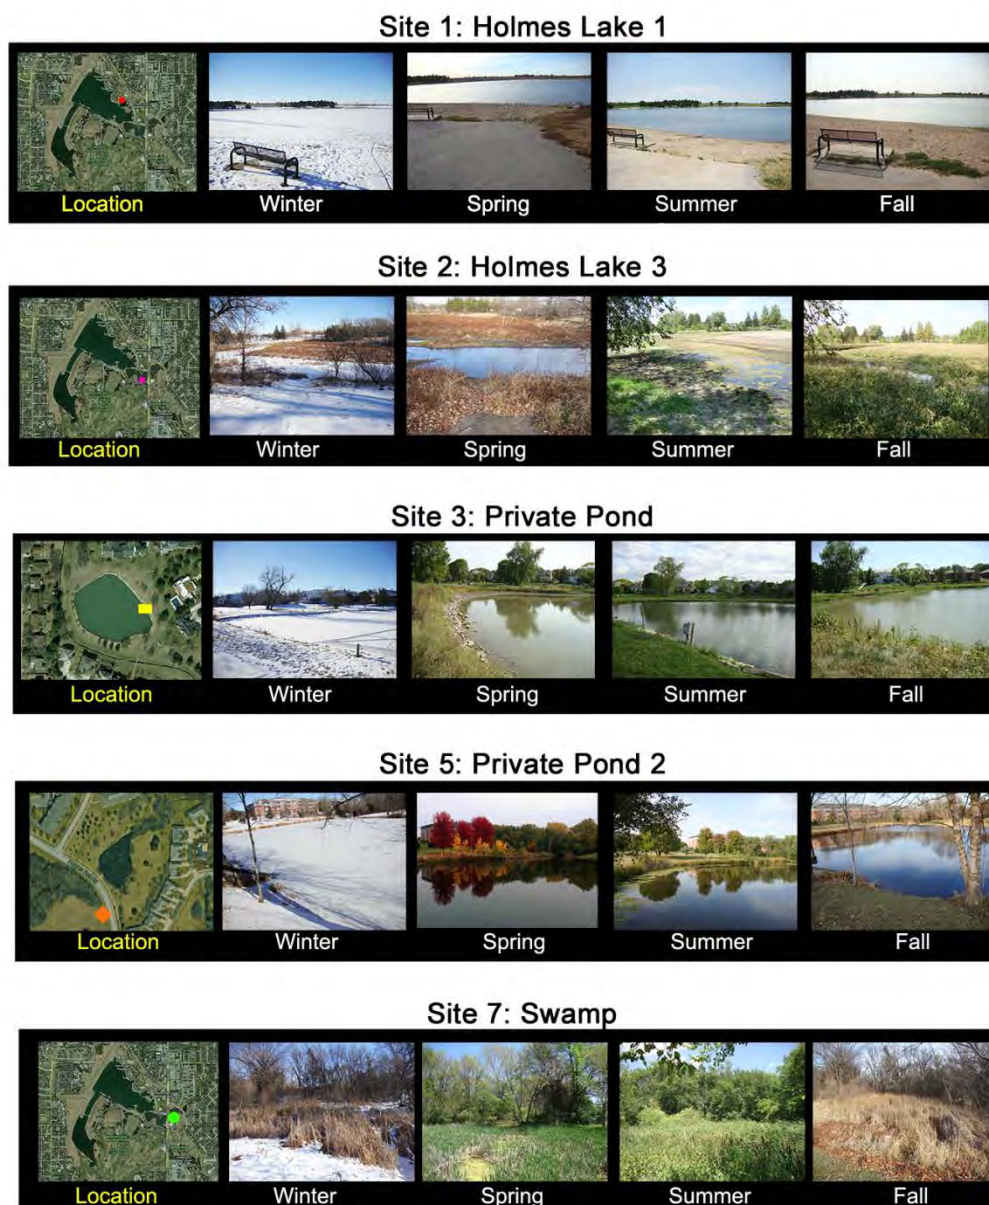 Site 1: Holmes Lake 1
Location Winter Spring Summer Fall
Site 2: Holmes Lake 3
Location Winter Spring Summer Fall
Site 3: Private Pond
Location Winter Spring Summer Fall
Site 5: Private Pond 2
Location Winter Spring Summer Fall
Site 7: Swamp
Location Winter Spring Summer Fall